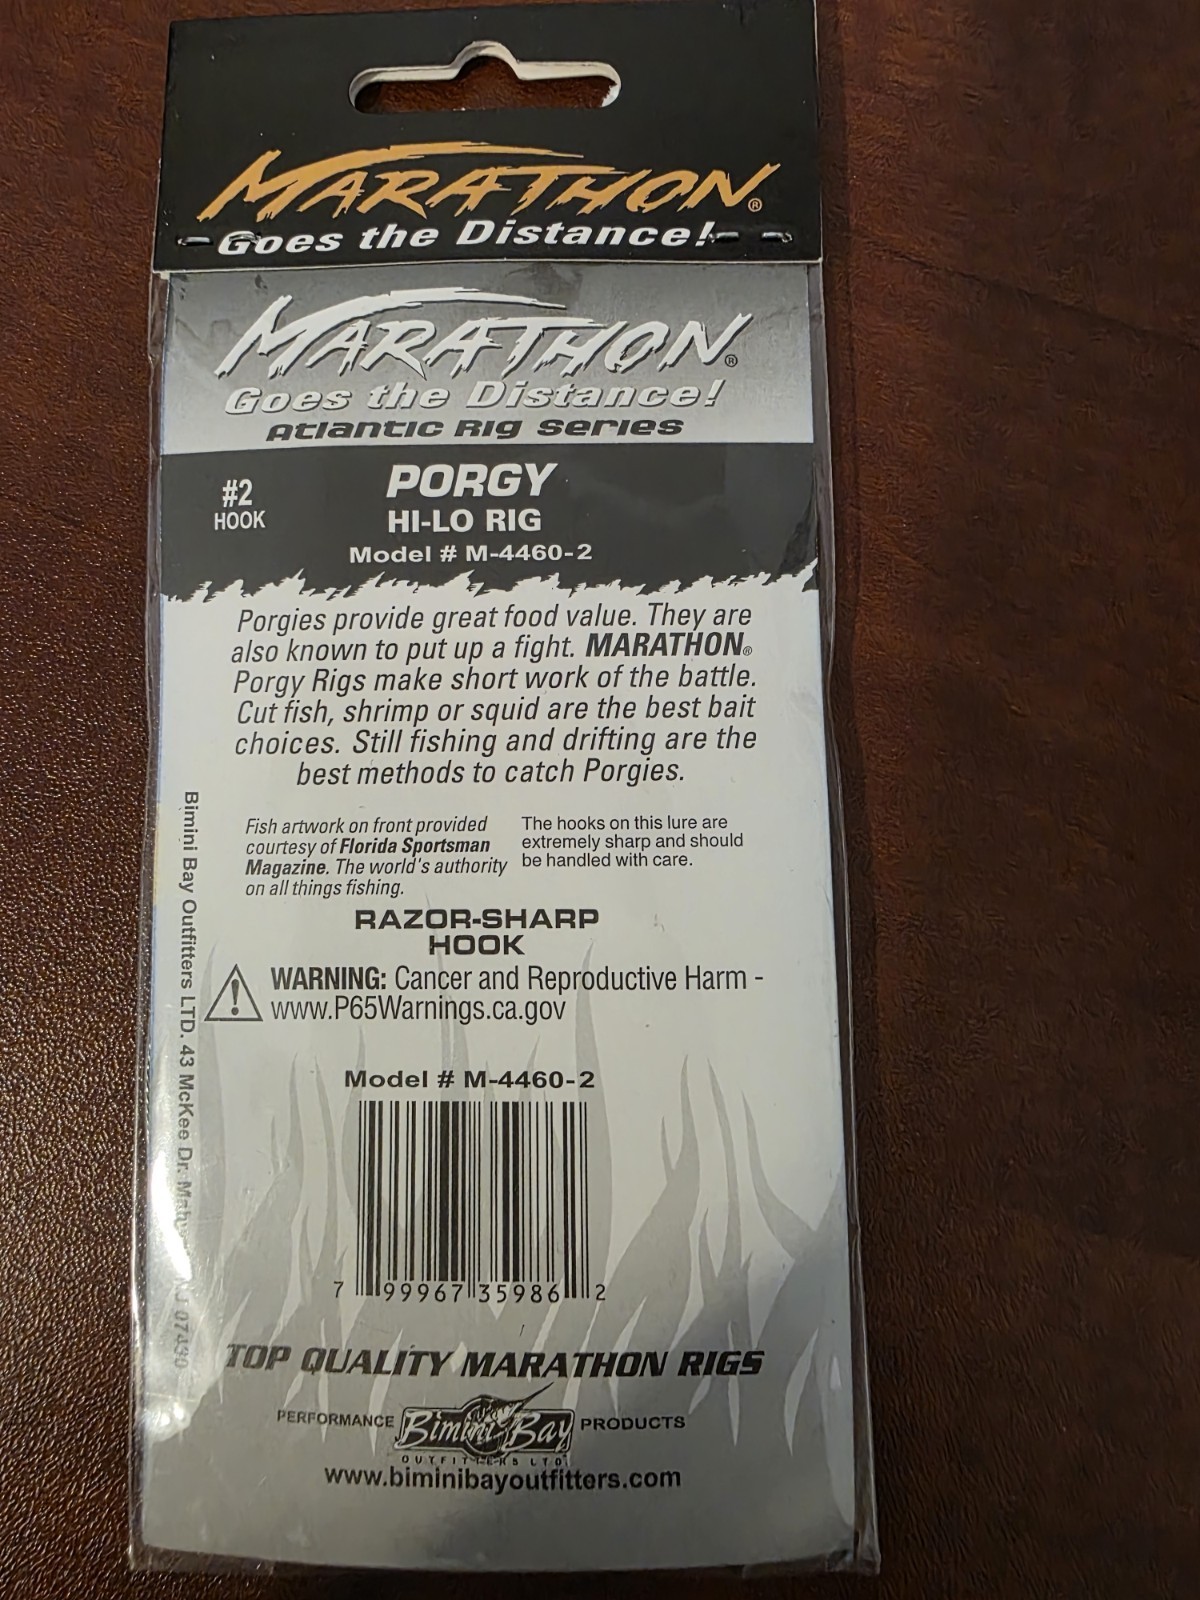 MARATHON®
Goes the Distance!
MARATHON®
Goes the Distance!
Atlantic Rig Series
#2
HOOK
PORGY
HI-LO RIG
Model # M-4460-2
Porgies provide great food value. They are
also known to put up a fight. MARATHON®
Porgy Rigs make short work of the battle.
Cut fish, shrimp or squid are the best bait
choices. Still fishing and drifting are the
best methods to catch Porgies.
Fish artwork on front provided
courtesy of Florida Sportsman
Magazine. The world's authority
on all things fishing.
The hooks on this lure are
extremely sharp and should
be handled with care.
RAZOR-SHARP
HOOK
WARNING: Cancer and Reproductive Harm -
www.P65Warnings.ca.gov
Bimini Bay Outfitters LTD. 43 McKee Dr. 07430
Model # M-4460-2
7 99967 35986 2
TOP QUALITY MARATHON RIGS
PERFORMANCE Bimini Bay PRODUCTS
OUTFITTERS LTD
www.biminibayoutfitters.com